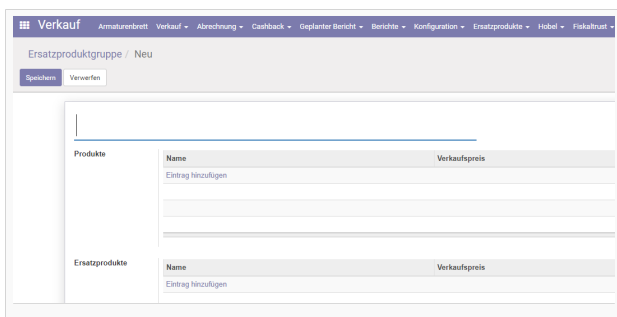 Verkauf Armaturenbrett Verkauf Abrechnung Cashback Geplanter Bericht Berichte Konfiguration Ersatzprodukte Hobel Fiskaltrust
Ersatzproduktgruppe / Neu
Speichern Verwerfen
Produkte
Name Verkaufspreis
Eintrag hinzufügen
Ersatzprodukte
Name Verkaufspreis
Eintrag hinzufügen